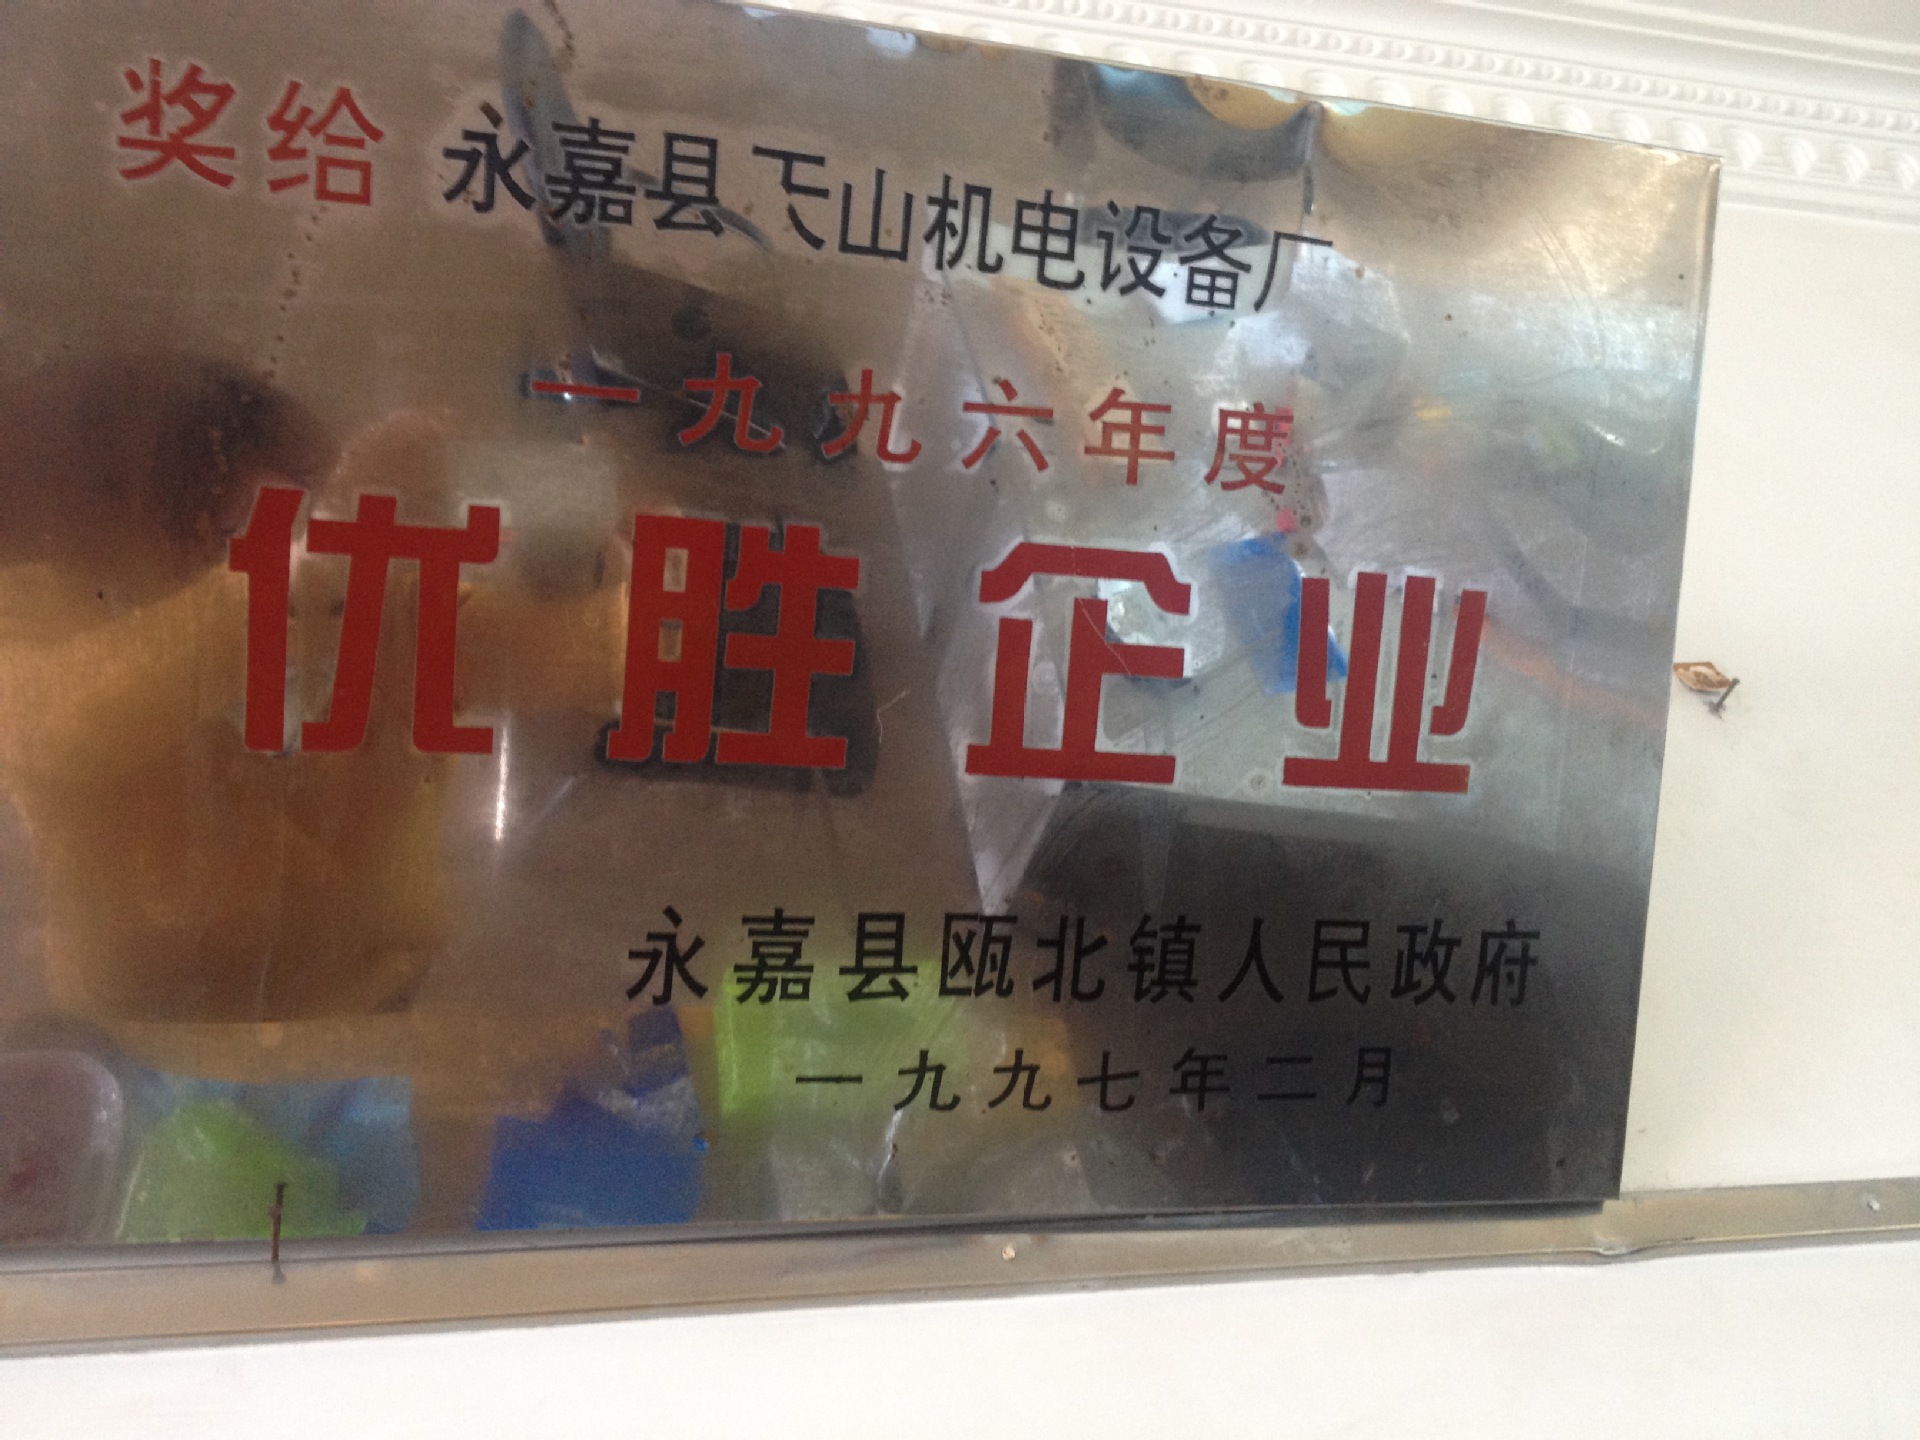 奖给 永嘉县天山机电设备厂
一九九六年度
优胜企业
永嘉县瓯北镇人民政府
一九九七年二月